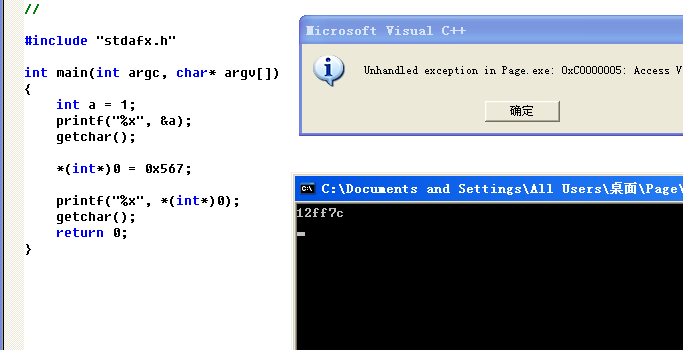 //
#include "stdafx.h"
int main(int argc, char* argv[])
{
int a = 1;
printf("%x", &a);
getchar();
*(int*)0 = 0x567;
printf("%x", *(int*)0);
getchar();
return 0;
}
Microsoft Visual C++
Unhandled exception in Page.exe: 0xC0000005: Access V
确定
C:\Documents and Settings\All Users\桌面\Page\
12ff7c